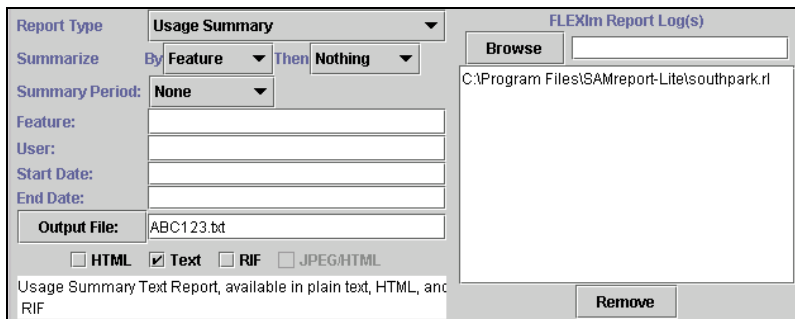 Report Type Usage Summary
Summarize By Feature Then Nothing
Summary Period: None
Feature:
User:
Start Date:
End Date:
Output File: ABC123.txt
HTML Text RIF JPEG/HTML
Usage Summary Text Report, available in plain text, HTML, and
RIF
FLEXlm Report Log(s)
Browse
C:\Program Files\SAMreport-Lite\southpark.rl
Remove